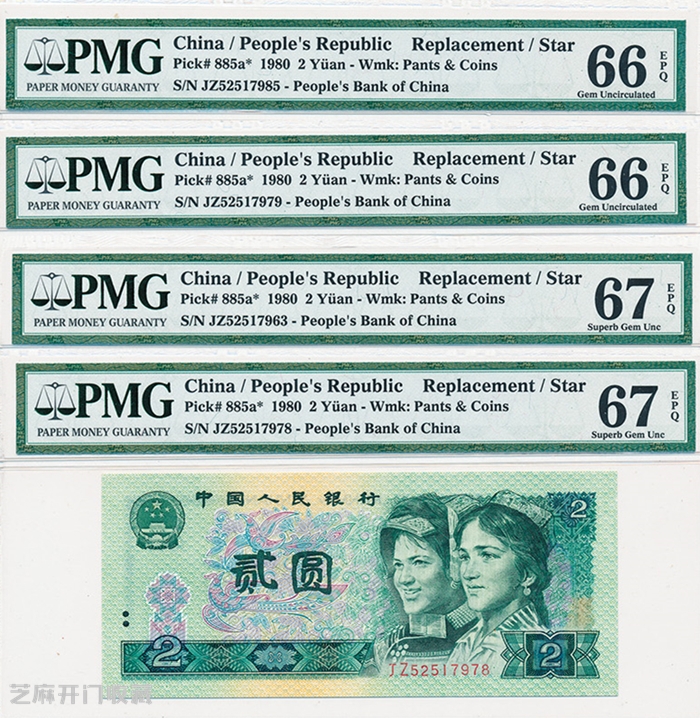 PMG
PAPER MONEY GUARANTY
China / People's Republic Replacement / Star
Pick# 885a* 1980 2 Yüan - Wmk: Pants & Coins
S/N JZ52517985 - People's Bank of China
66
EPQ
Gem Uncirculated
PMG
PAPER MONEY GUARANTY
China / People's Republic Replacement / Star
Pick# 885a* 1980 2 Yüan - Wmk: Pants & Coins
S/N JZ52517979 - People's Bank of China
66
EPQ
Gem Uncirculated
PMG
PAPER MONEY GUARANTY
China / People's Republic Replacement / Star
Pick# 885a* 1980 2 Yüan - Wmk: Pants & Coins
S/N JZ52517963 - People's Bank of China
67
EPQ
Superb Gem Unc
PMG
PAPER MONEY GUARANTY
China / People's Republic Replacement / Star
Pick# 885a* 1980 2 Yüan - Wmk: Pants & Coins
S/N JZ52517978 - People's Bank of China
67
EPQ
Superb Gem Unc
中国人民银行
2
贰圆
JZ52517978
2
2
芝麻开门收藏